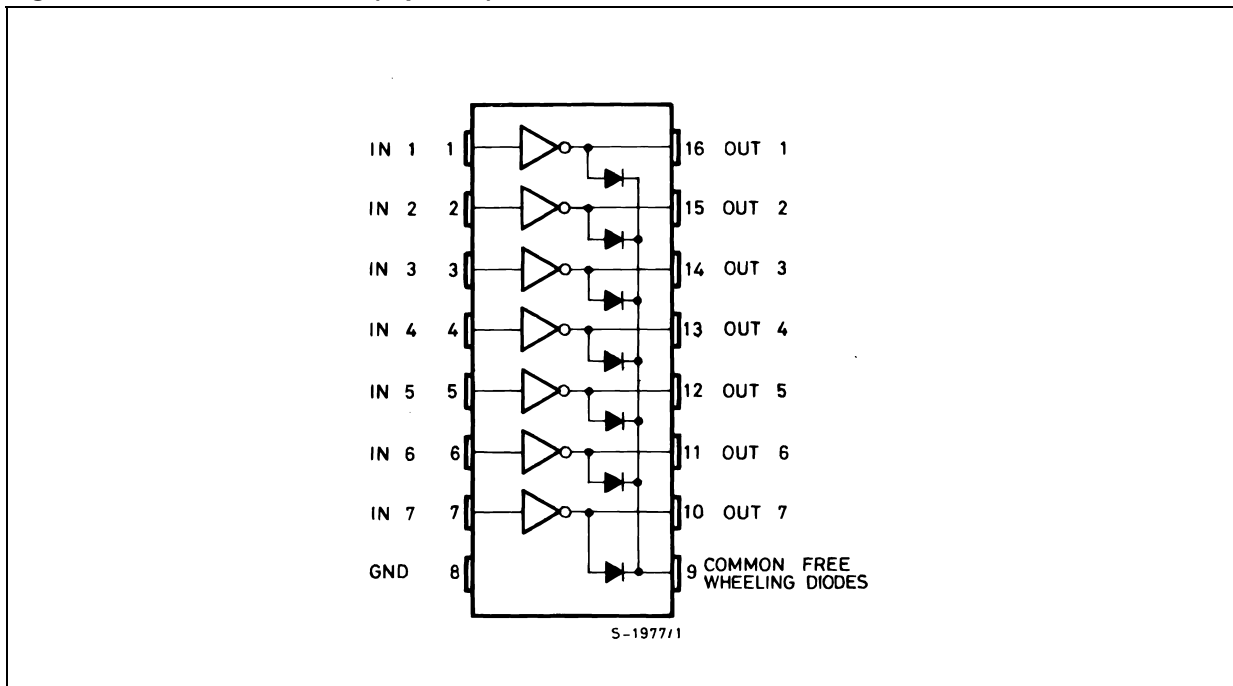 IN 1 1 16 OUT 1
IN 2 2 15 OUT 2
IN 3 3 14 OUT 3
IN 4 4 13 OUT 4
IN 5 5 12 OUT 5
IN 6 6 11 OUT 6
IN 7 7 10 OUT 7
GND 8 9 COMMON FREE
WHEELING DIODES
S-1977/1